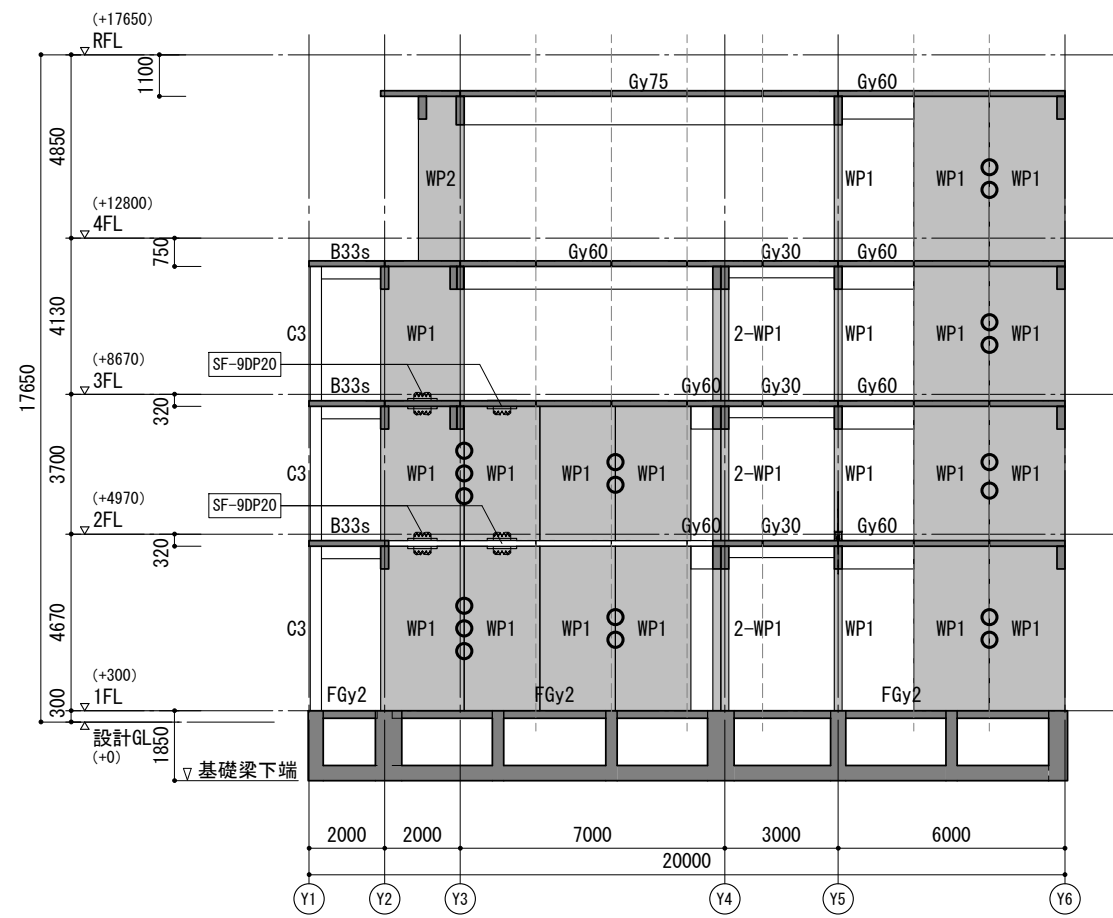 (+17650)
RFL
1100
Gy75 Gy60
4850
WP2 WP1 WP1 WP1
(+12800)
4FL
750
B33s Gy60 Gy30 Gy60
4130
C3 WP1 2-WP1 WP1 WP1 WP1
SF-9DP20
(+8670)
3FL
320
B33s Gy60 Gy30 Gy60
17650
3700
C3 WP1 WP1 WP1 WP1 2-WP1 WP1 WP1 WP1
SF-9DP20
(+4970)
2FL
320
B33s Gy60 Gy30 Gy60
4670
C3 WP1 WP1 WP1 WP1 2-WP1 WP1 WP1 WP1
(+300)
1FL
300
FGy2 FGy2 FGy2
設計GL
(+0)
1850
基礎梁下端
2000 2000 7000 3000 6000
20000
Y1 Y2 Y3 Y4 Y5 Y6